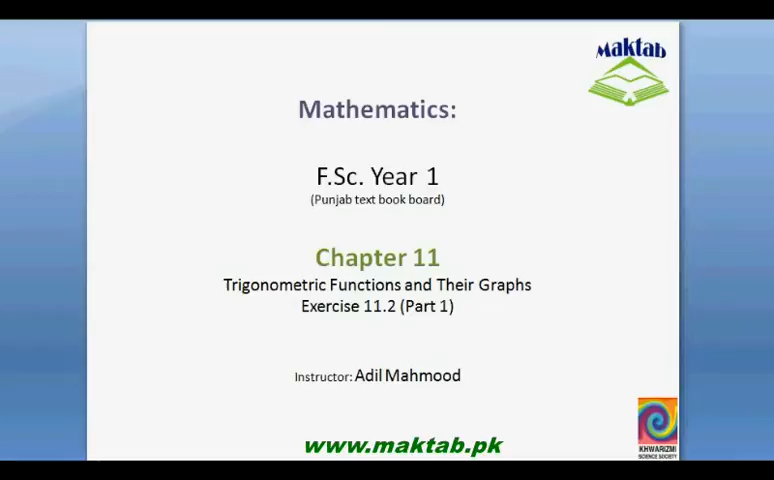 Maktab
Mathematics:
F.Sc. Year 1
(Punjab text book board)
Chapter 11
Trigonometric Functions and Their Graphs
Exercise 11.2 (Part 1)
Instructor: Adil Mahmood
www.maktab.pk
KHWARIZMI
SCIENCE SOCIETY